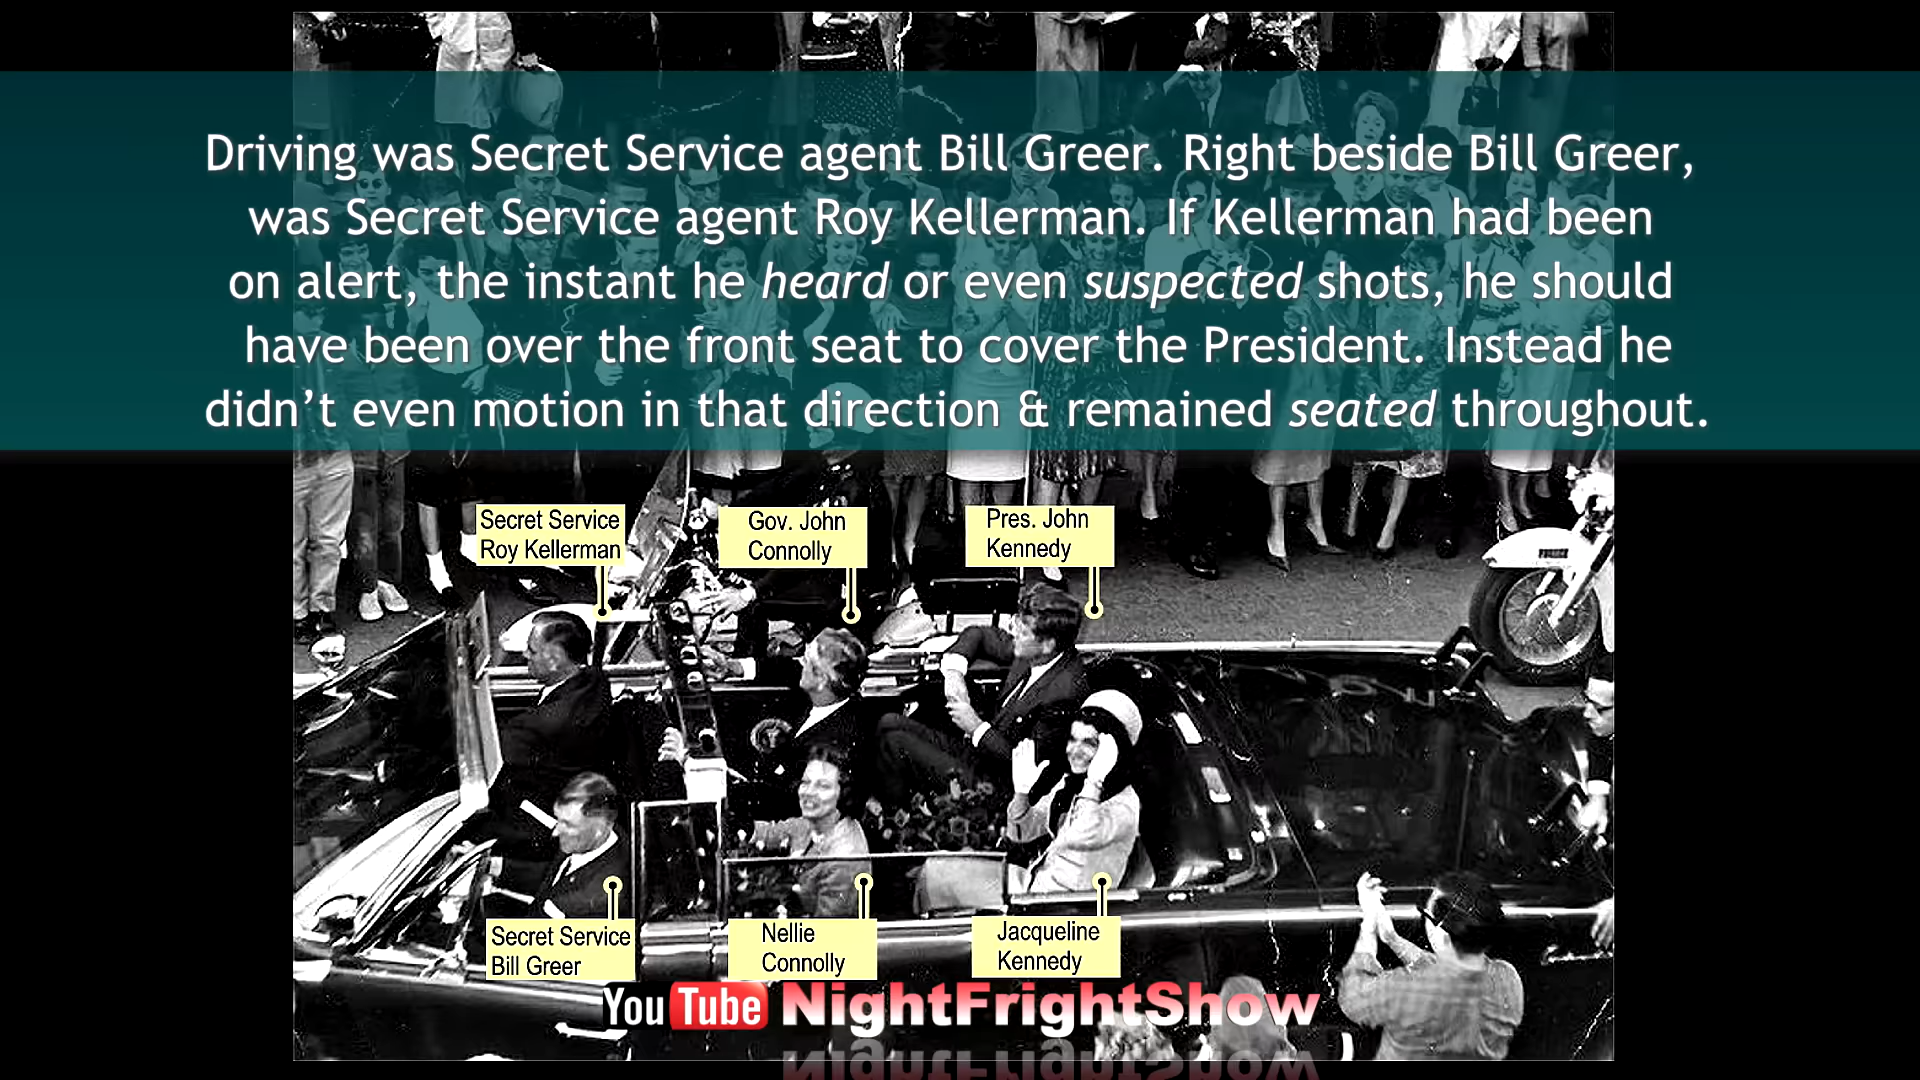 Driving was Secret Service agent Bill Greer. Right beside Bill Greer,
was Secret Service agent Roy Kellerman. If Kellerman had been
on alert, the instant he heard or even suspected shots, he should
have been over the front seat to cover the President. Instead he
didn’t even motion in that direction & remained seated throughout.
Secret Service
Roy Kellerman
Gov. John
Connolly
Pres. John
Kennedy
Secret Service
Bill Greer
Nellie
Connolly
Jacqueline
Kennedy
YouTube NightFrightShow